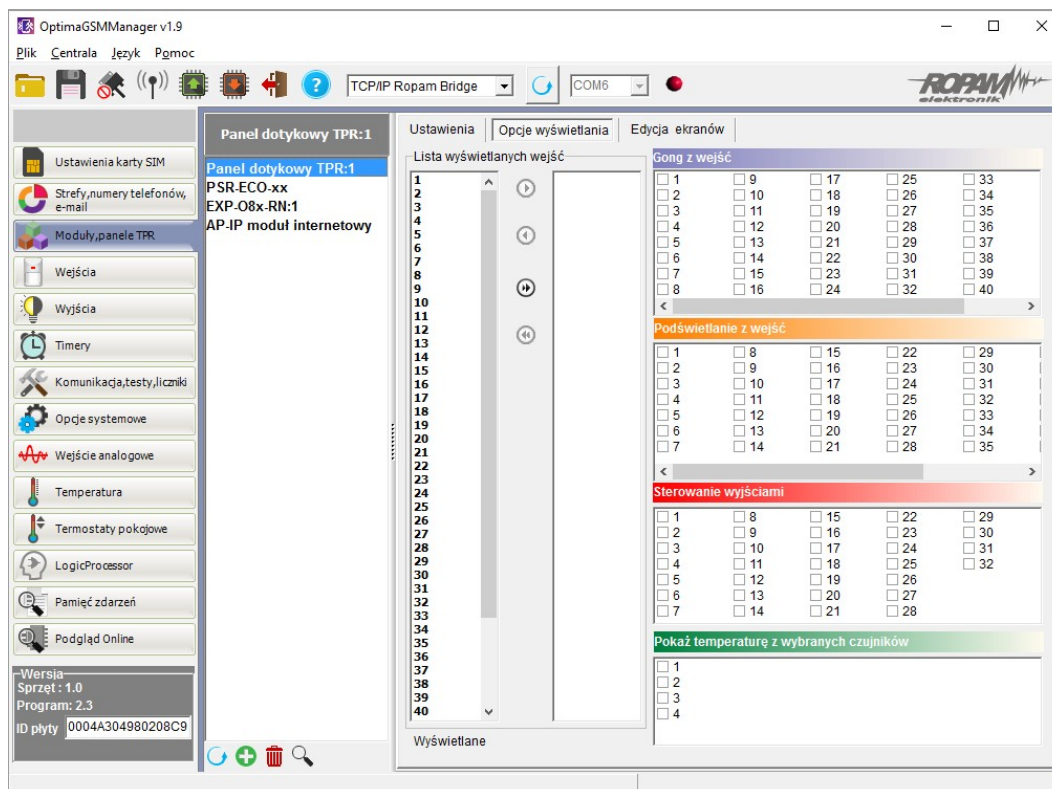 OptimaGSMManager v1.9
Plik Centrala Język Pomoc
TCP/IP Ropam Bridge COM6
ROPAM
elektronik
Ustawienia karty SIM
Strefy,numery telefonów,
e-mail
Moduły,panele TPR
Wejścia
Wyjścia
Timery
Komunikacja,testy,liczniki
Opcje systemowe
Wejście analogowe
Temperatura
Termostaty pokojowe
LogicProcessor
Pamięć zdarzeń
Podgląd Online
Wersja
Sprzęt : 1.0
Program: 2.3
ID płyty 0004A304980208C9
Panel dotykowy TPR:1
Panel dotykowy TPR:1
PSR-ECO-xx
EXP-O8x-RN:1
AP-IP moduł internetowy
Ustawienia Opcje wyświetlania Edycja ekranów
Lista wyświetlanych wejść
1
2
3
4
5
6
7
8
9
10
11
12
13
14
15
16
17
18
19
20
21
22
23
24
25
26
27
28
29
30
31
32
33
34
35
36
37
38
39
40
Wyświetlane
Gong z wejść
1 9 17 25 33
2 10 18 26 34
3 11 19 27 35
4 12 20 28 36
5 13 21 29 37
6 14 22 30 38
7 15 23 31 39
8 16 24 32 40
Podświetlanie z wejść
1 8 15 22 29
2 9 16 23 30
3 10 17 24 31
4 11 18 25 32
5 12 19 26 33
6 13 20 27 34
7 14 21 28 35
Sterowanie wyjściami
1 8 15 22 29
2 9 16 23 30
3 10 17 24 31
4 11 18 25 32
5 12 19 26
6 13 20 27
7 14 21 28
Pokaż temperaturę z wybranych czujników
1
2
3
4